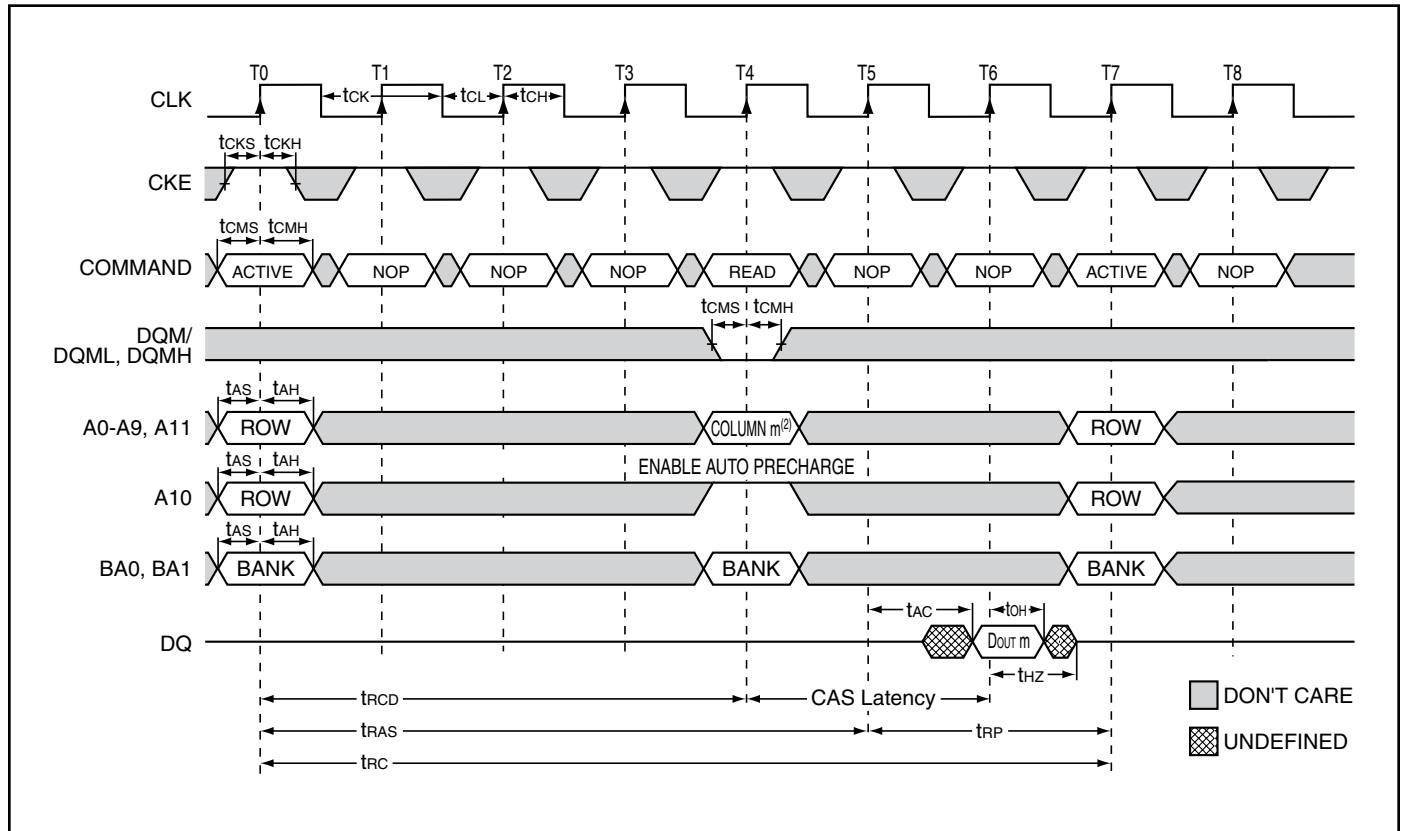 T0 T1 T2 T3 T4 T5 T6 T7 T8
CLK
tCK tCL tCH
tCKS tCKH
CKE
tCMS tCMH
COMMAND ACTIVE NOP NOP NOP READ NOP NOP ACTIVE NOP
tCMS tCMH
DQM/
DQML, DQMH
tAS tAH
A0-A9, A11 ROW COLUMN m(2) ROW
tAS tAH ENABLE AUTO PRECHARGE
A10 ROW ROW
tAS tAH
BA0, BA1 BANK BANK BANK
tAC tOH
DQ DOUT m
tHZ
tRCD CAS Latency
DON'T CARE
tRAS tRP
UNDEFINED
tRC